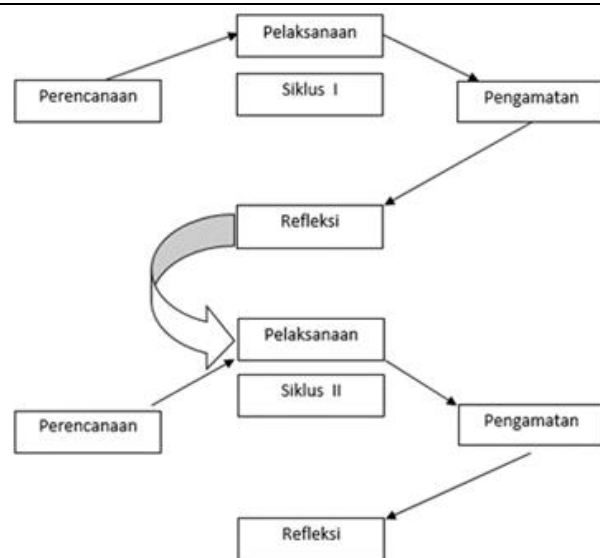 Pelaksanaan
Perencanaan
Siklus I
Pengamatan
Refleksi
Pelaksanaan
Siklus II
Perencanaan
Pengamatan
Refleksi